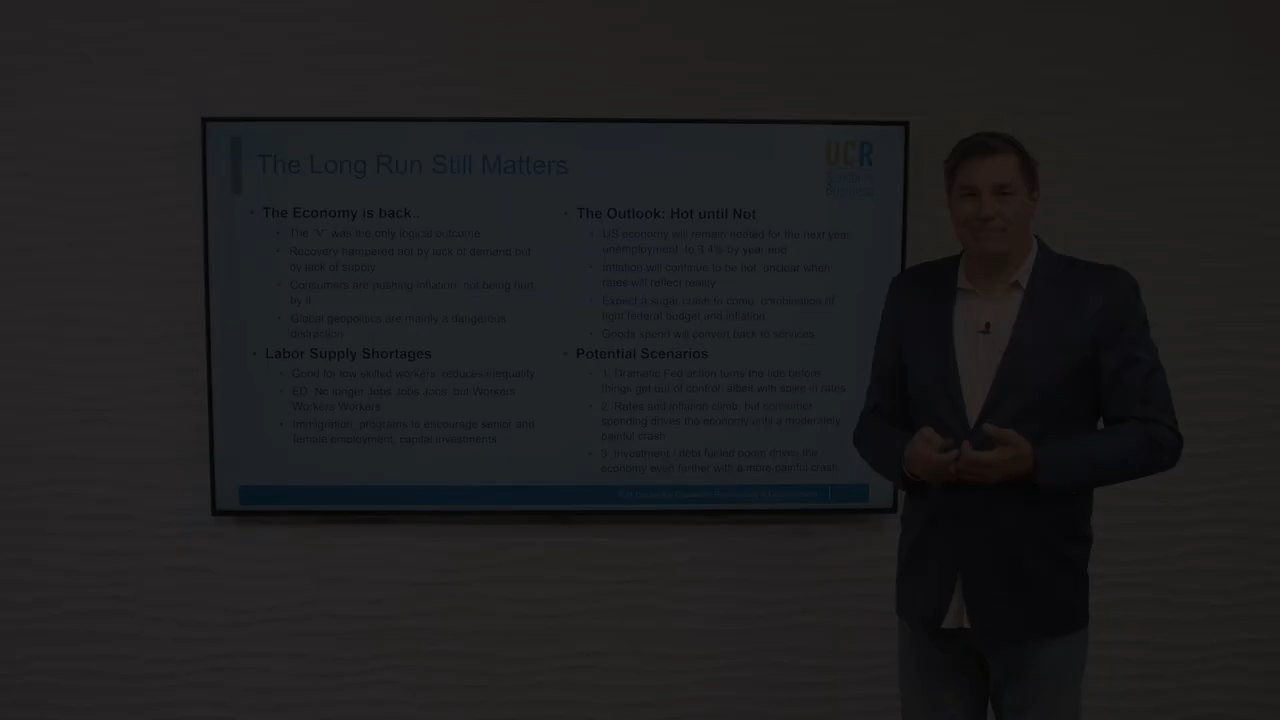 The Long Run Still Matters
UCR
School of
Business
The Economy is back..
The "V" was the only logical outcome
Recovery hampered not by lack of demand but
by lack of supply
Consumers are pushing inflation, not being hurt
by it
Global geopolitics are mainly a dangerous
distraction
Labor Supply Shortages
Good for low skilled workers, reduces inequality
ED: No longer Jobs Jobs Jobs, but Workers
Workers Workers
Immigration, programs to encourage senior and
female employment, capital investments
The Outlook: Hot until Not
US economy will remain heated for the next year,
unemployment to 3.4% by year end
Inflation will continue to be hot, unclear when
rates will reflect reality
Expect a sugar crash to come, combination of
tight federal budget and inflation
Goods spend will convert back to services
Potential Scenarios
1. Dramatic Fed action turns the tide before
things get out of control, albeit with spike in rates
2. Rates and inflation climb, but consumer
spending drives the economy until a moderately
painful crash
3. Investment / debt fueled boom drives the
economy even farther with a more painful crash